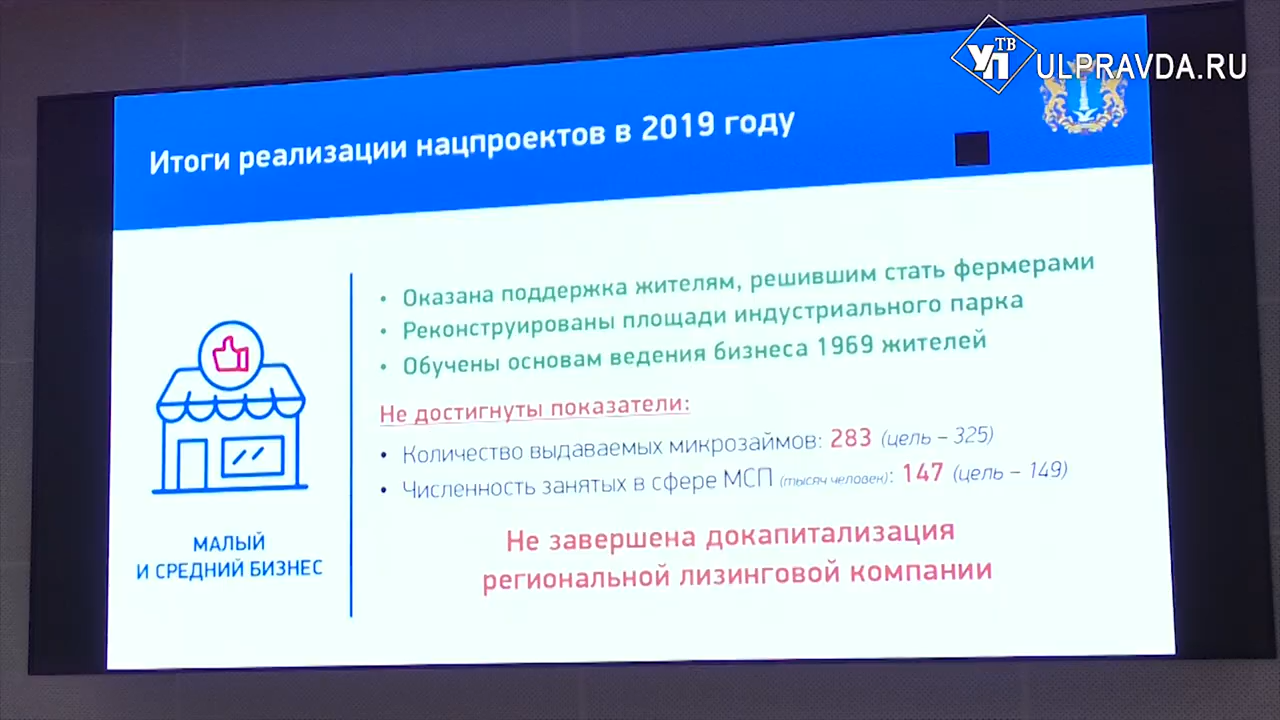 УП ТВ ULPRAVDA.RU
Итоги реализации нацпроектов в 2019 году
• Оказана поддержка жителям, решившим стать фермерами
• Реконструированы площади индустриального парка
• Обучены основам ведения бизнеса 1969 жителей
Не достигнуты показатели:
• Количество выдаваемых микрозаймов: 283 (цель – 325)
• Численность занятых в сфере МСП (тысяч человек): 147 (цель – 149)
Не завершена докапитализация
региональной лизинговой компании
МАЛЫЙ
И СРЕДНИЙ БИЗНЕС